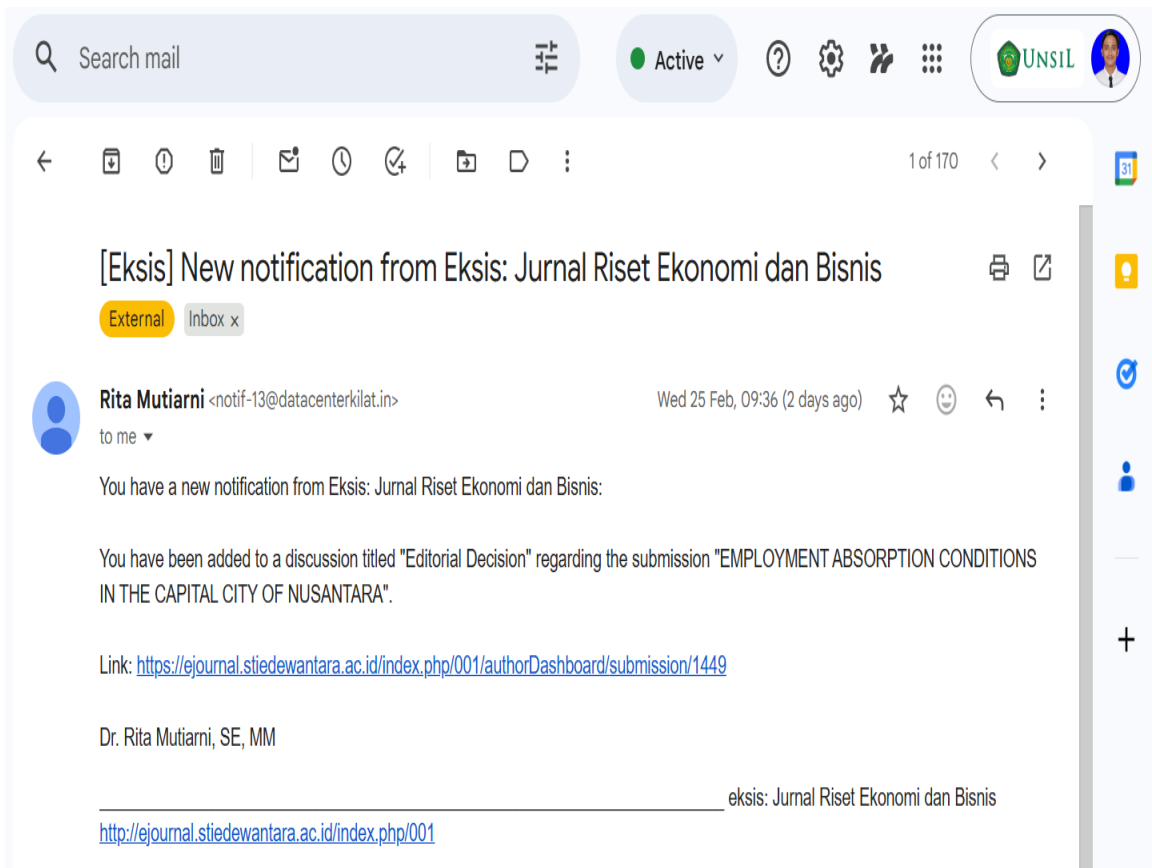 Search mail
Active
UNSIL
1 of 170
31
[Eksis] New notification from Eksis: Jurnal Riset Ekonomi dan Bisnis
External Inbox x
Rita Mutiarni <notif-13@datacenterkilat.in> Wed 25 Feb, 09:36 (2 days ago)
to me
You have a new notification from Eksis: Jurnal Riset Ekonomi dan Bisnis:
You have been added to a discussion titled "Editorial Decision" regarding the submission "EMPLOYMENT ABSORPTION CONDITIONS
IN THE CAPITAL CITY OF NUSANTARA".
Link: https://ejournal.stiedewantara.ac.id/index.php/001/authorDashboard/submission/1449
Dr. Rita Mutiarni, SE, MM
________________________________________________________________________ eksis: Jurnal Riset Ekonomi dan Bisnis
http://ejournal.stiedewantara.ac.id/index.php/001